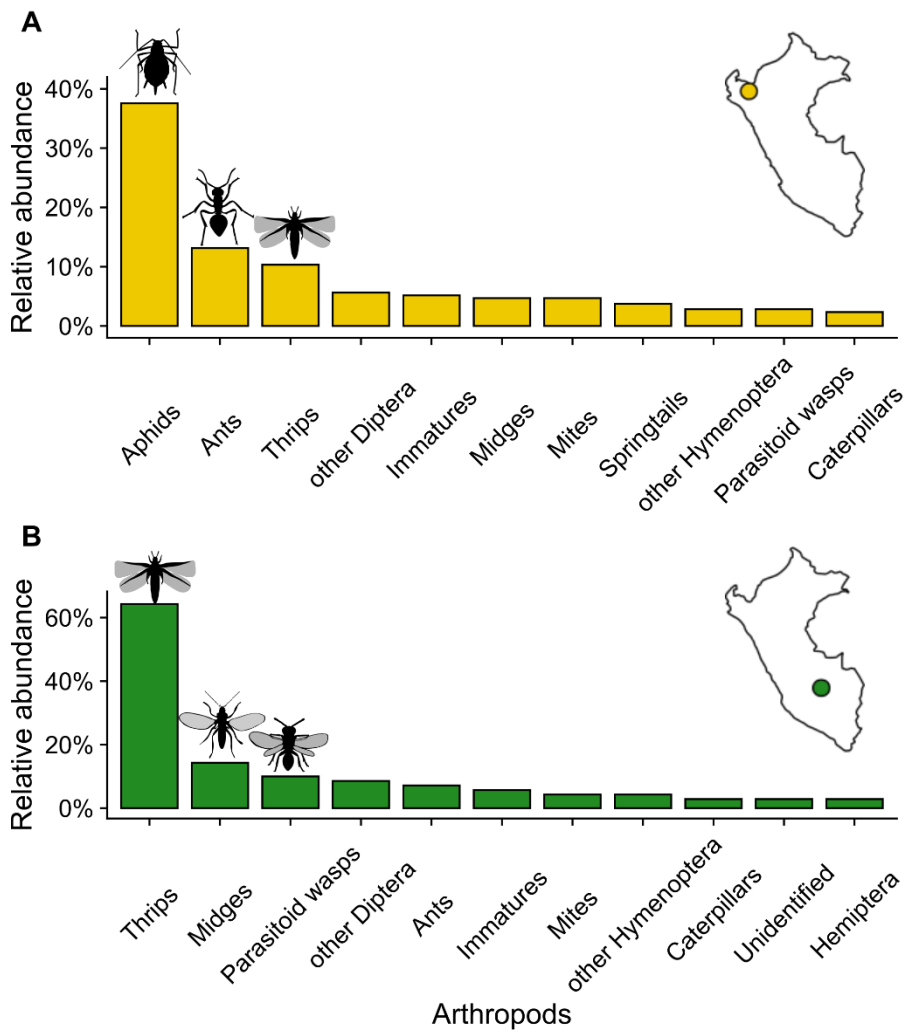 A
Relative abundance
40%
30%
20%
10%
0%
Aphids
Ants
Thrips
other Diptera
Immatures
Midges
Mites
Springtails
other Hymenoptera
Parasitoid wasps
Caterpillars
B
Relative abundance
60%
40%
20%
0%
Thrips
Midges
Parasitoid wasps
other Diptera
Ants
Immatures
Mites
other Hymenoptera
Caterpillars
Unidentified
Hemiptera
Arthropods